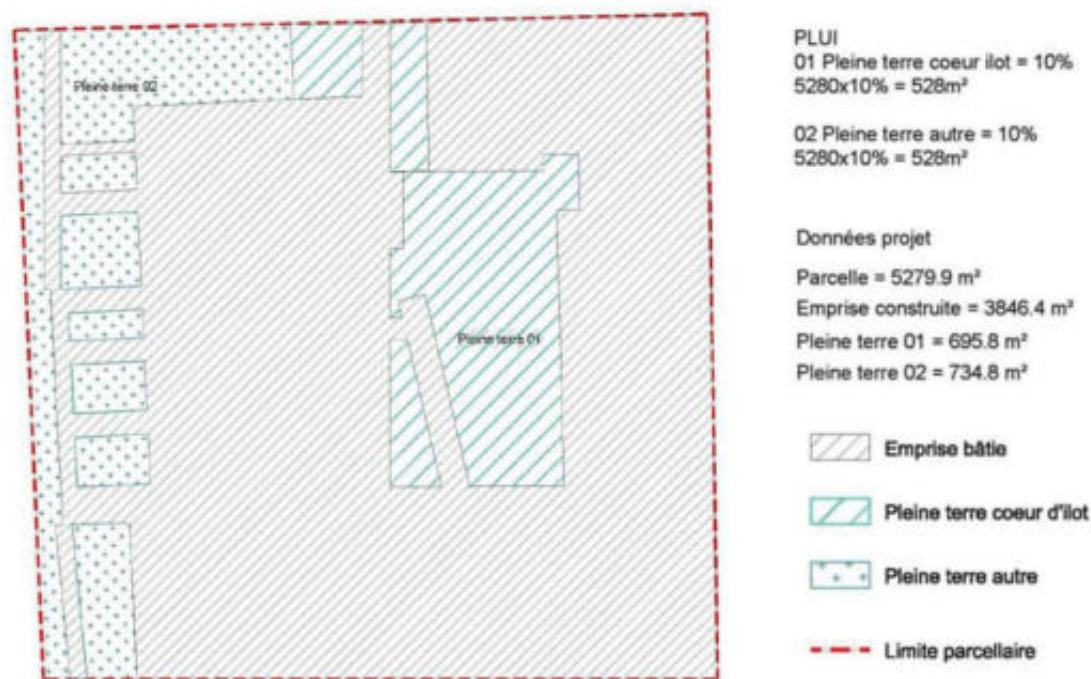 Pleine terre 02
Pleine terre 01
PLUI
01 Pleine terre coeur ilot = 10%
5280x10% = 528m²
02 Pleine terre autre = 10%
5280x10% = 528m²
Données projet
Parcelle = 5279.9 m²
Emprise construite = 3846.4 m²
Pleine terre 01 = 695.8 m²
Pleine terre 02 = 734.8 m²
Emprise bâtie
Pleine terre coeur d'ilot
Pleine terre autre
Limite parcellaire